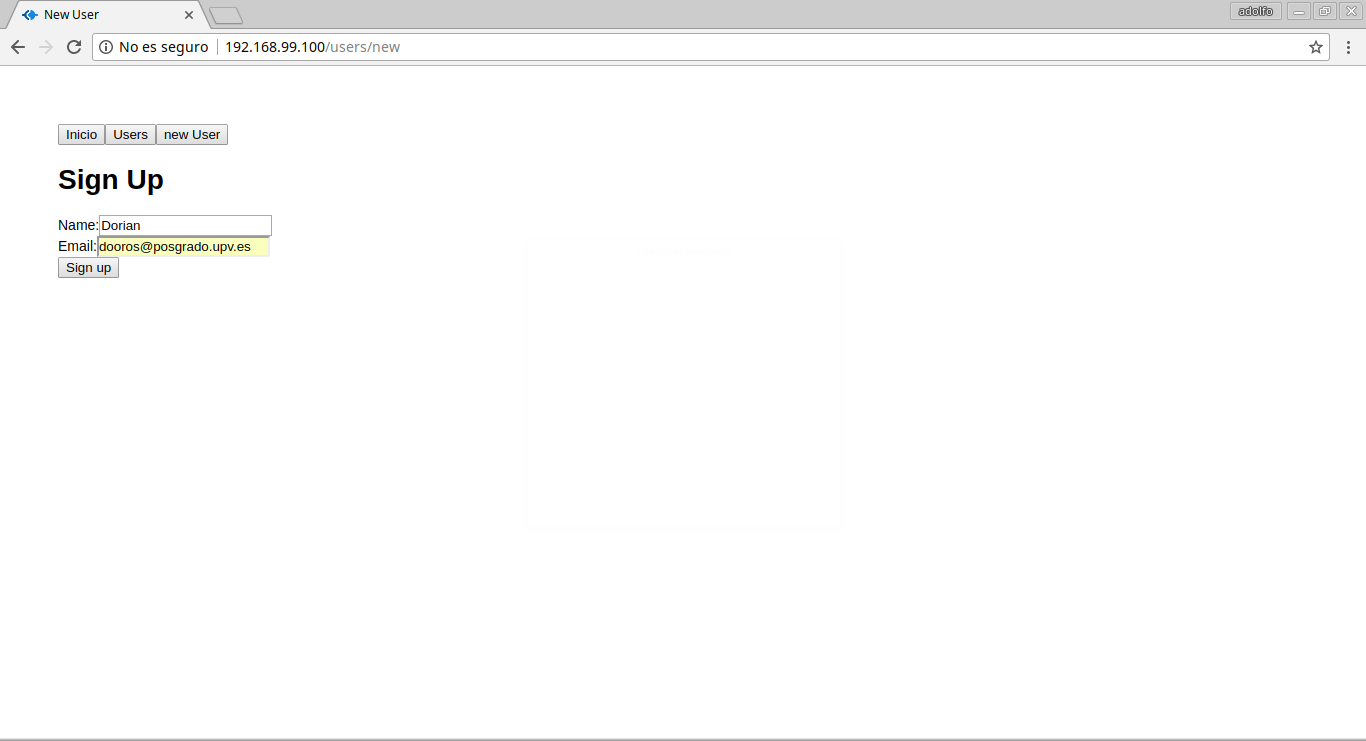 New User
adolfo
No es seguro 192.168.99.100/users/new
Inicio Users new User
Sign Up
Name: Dorian
Email: dooros@posgrado.upv.es
Sign up